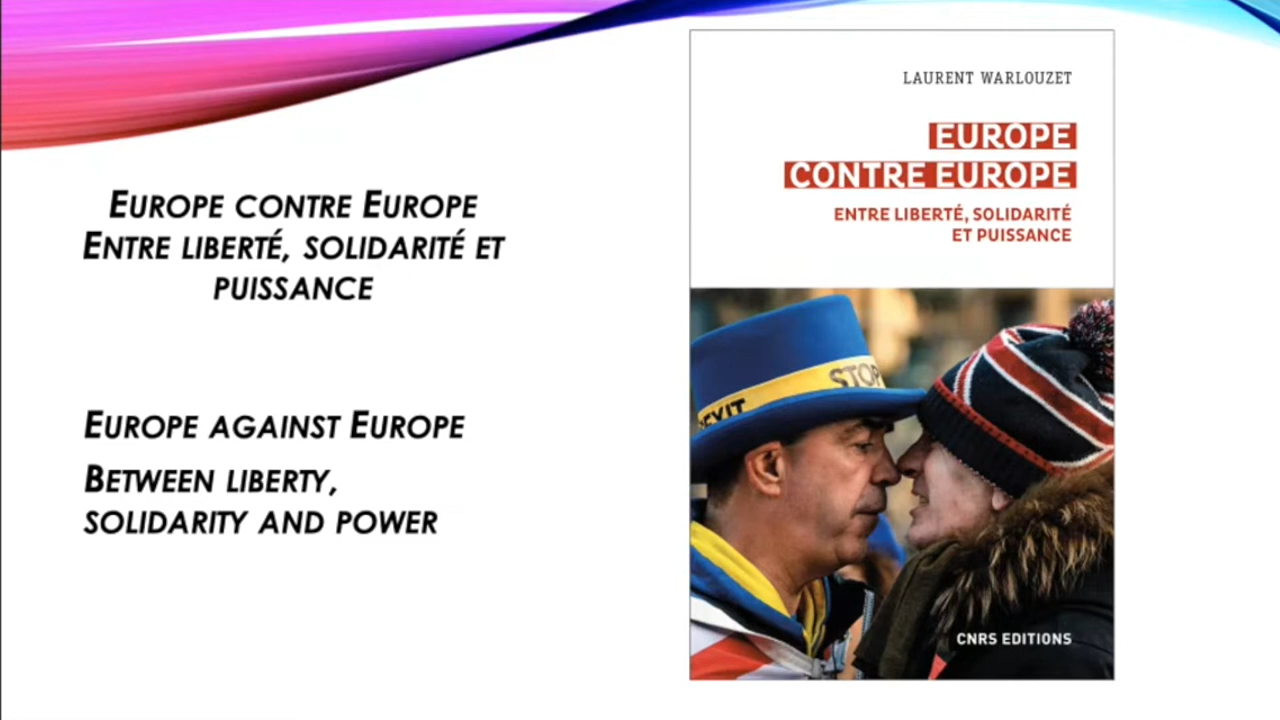 EUROPE CONTRE EUROPE
ENTRE LIBERTÉ, SOLIDARITÉ ET
PUISSANCE
EUROPE AGAINST EUROPE
BETWEEN LIBERTY,
SOLIDARITY AND POWER
LAURENT WARLOUZET
EUROPE
CONTRE EUROPE
ENTRE LIBERTÉ, SOLIDARITÉ
ET PUISSANCE
STOP
CNRS EDITIONS